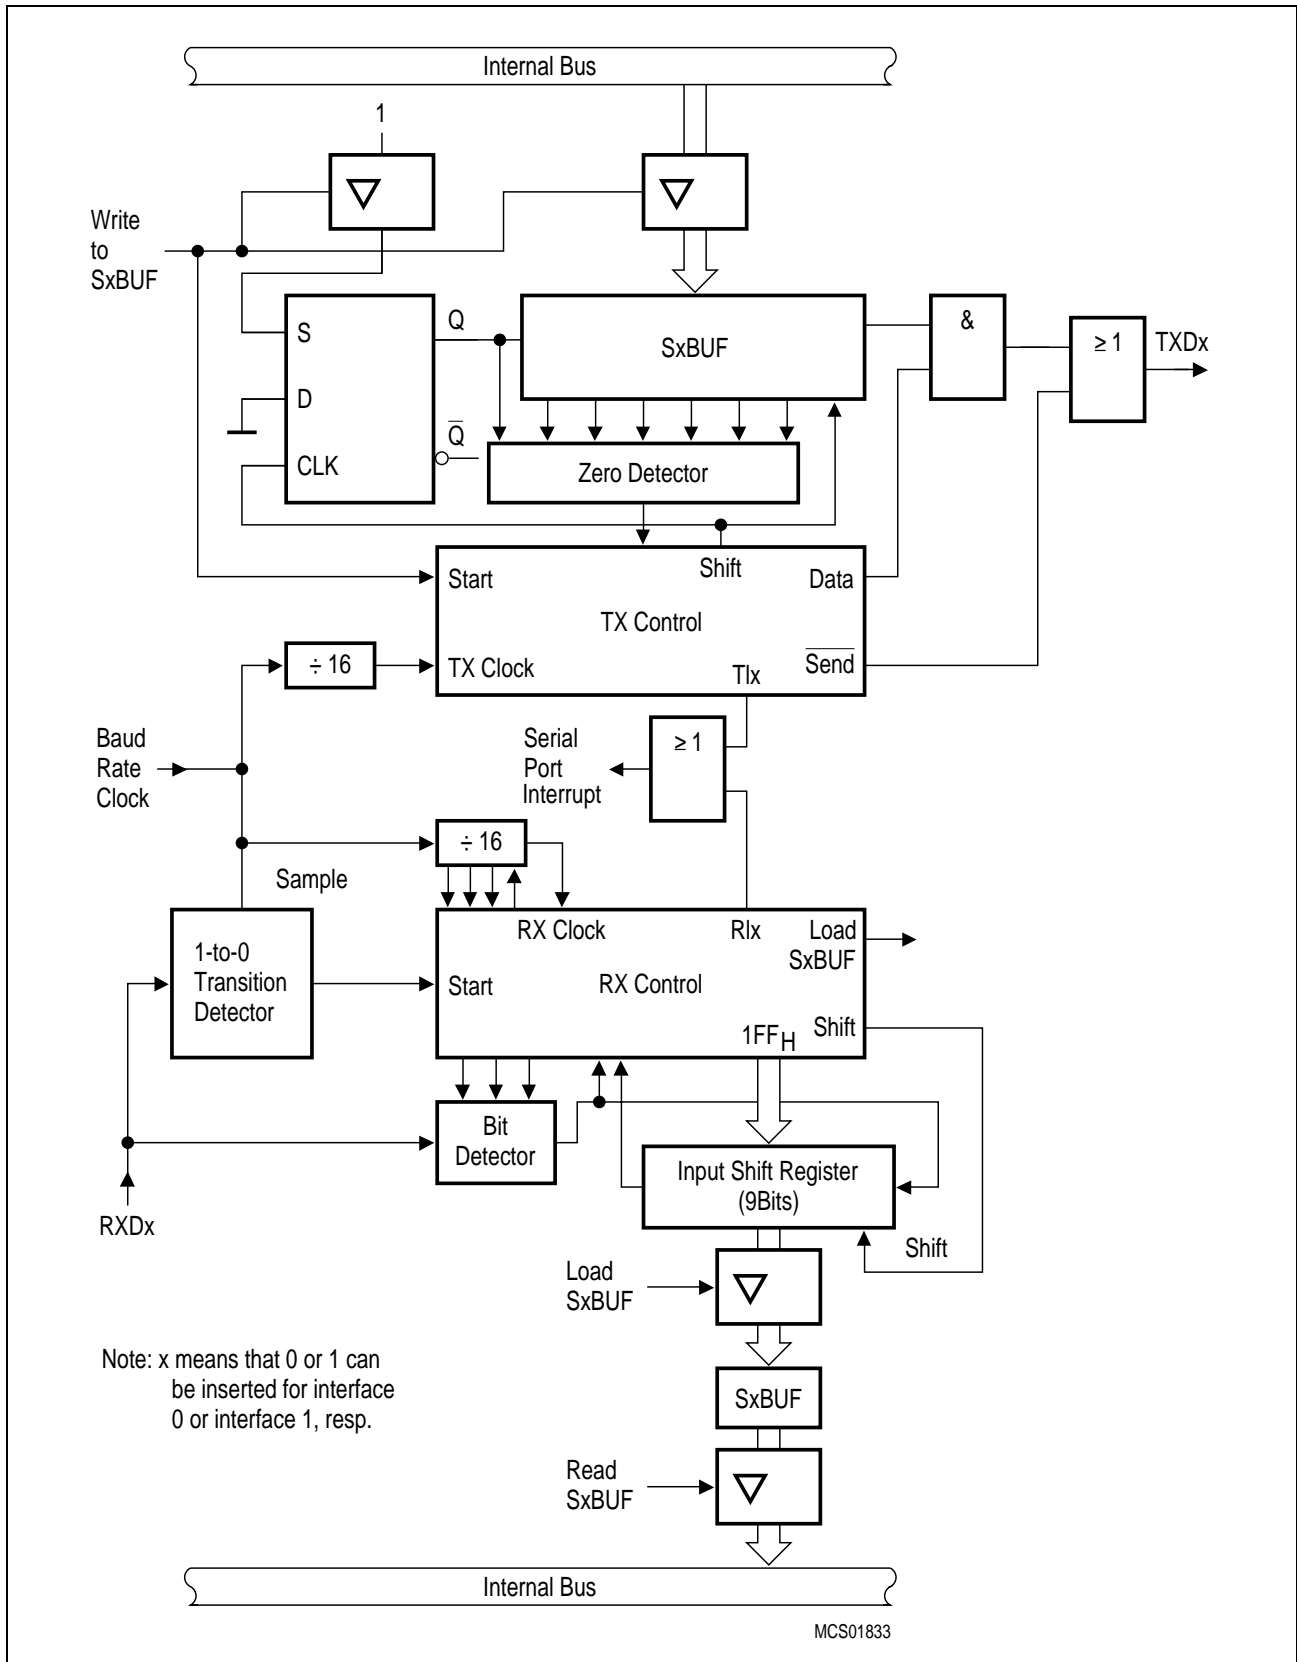 Internal Bus
1
Write
to
SxBUF
S
D
CLK
Q
Q̅
SxBUF
&
≥ 1
TXDx
Zero Detector
Start
Shift
Data
TX Control
÷ 16
TX Clock
TIx
S̅e̅n̅d̅
Baud
Rate
Clock
Serial
Port
Interrupt
≥ 1
÷ 16
Sample
1-to-0
Transition
Detector
RX Clock
RIx
Load
SxBUF
Start
RX Control
1FF H
Shift
Bit
Detector
RXDx
Input Shift Register
(9Bits)
Shift
Load
SxBUF
Note: x means that 0 or 1 can
be inserted for interface
0 or interface 1, resp.
SxBUF
Read
SxBUF
Internal Bus
MCS01833